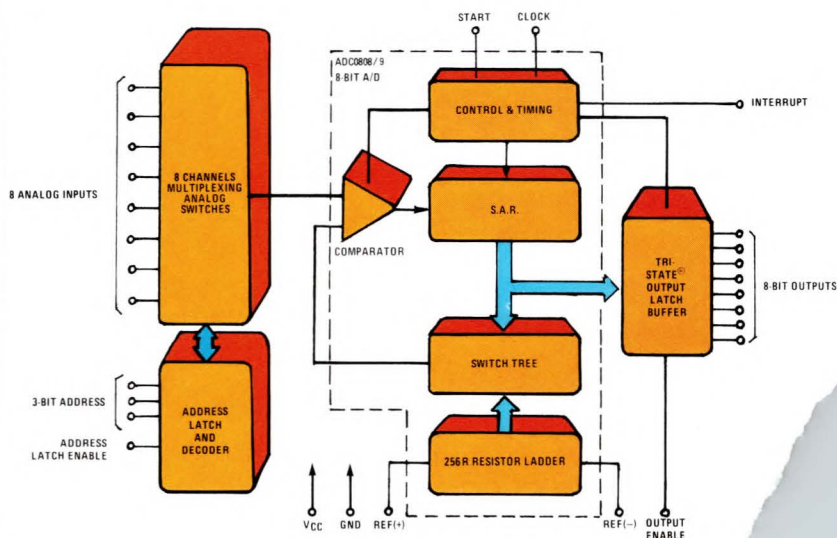 START
CLOCK
ADC0808/9
8-BIT A/D
CONTROL & TIMING
INTERRUPT
8 ANALOG INPUTS
8 CHANNELS
MULTIPLEXING
ANALOG
SWITCHES
COMPARATOR
S.A.R.
TRI-
STATE®
OUTPUT
LATCH
BUFFER
8-BIT OUTPUTS
SWITCH TREE
3-BIT ADDRESS
ADDRESS
LATCH ENABLE
ADDRESS
LATCH
AND
DECODER
256R RESISTOR LADDER
VCC
GND
REF(+)
REF(−)
OUTPUT
ENABLE